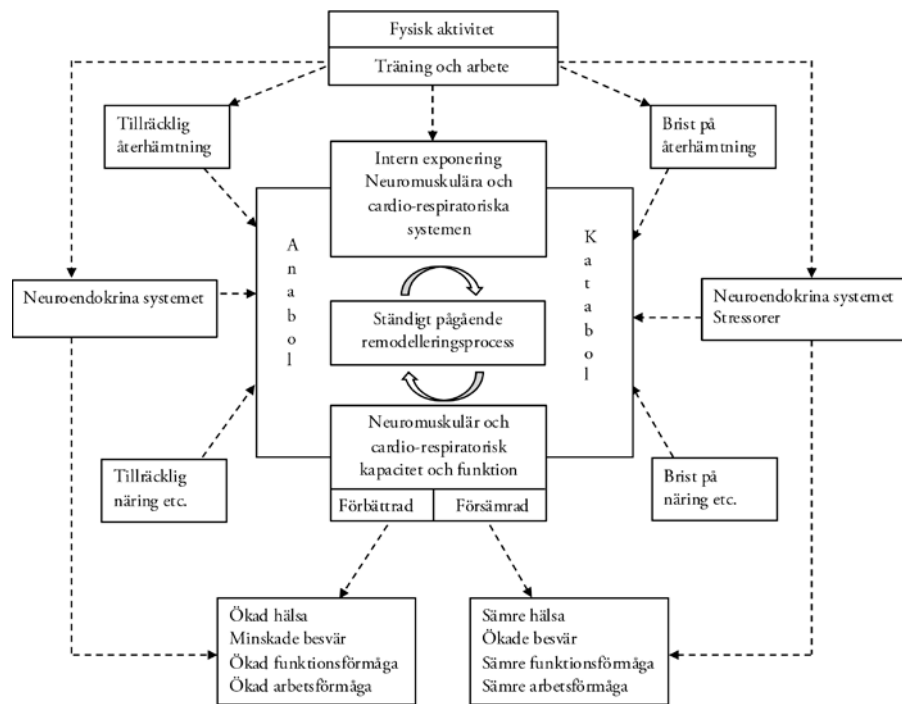 Fysisk aktivitet
Träning och arbete
Tillräcklig
återhämtning
Brist på
återhämtning
Intern exponering
Neuromuskulära och
cardio-respiratoriska
systemen
Anabol
Katabol
Neuroendokrina systemet
Ständigt pågående
remodelleringsprocess
Neuroendokrina systemet
Stressorer
Neuromuskulär och
cardio-respiratorisk
kapacitet och funktion
Förbättrad
Försämrad
Tillräcklig
näring etc.
Brist på
näring etc.
Ökad hälsa
Minskade besvär
Ökad funktionsförmåga
Ökad arbetsförmåga
Sämre hälsa
Ökade besvär
Sämre funktionsförmåga
Sämre arbetsförmåga